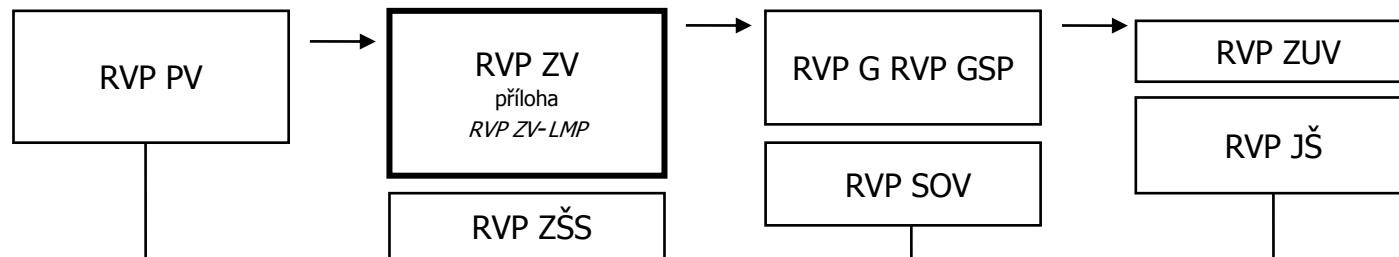 RVP PV
RVP ZV
příloha
RVP ZV-LMP
RVP ZŠS
RVP G RVP GSP
RVP SOV
RVP ZUV
RVP JŠ